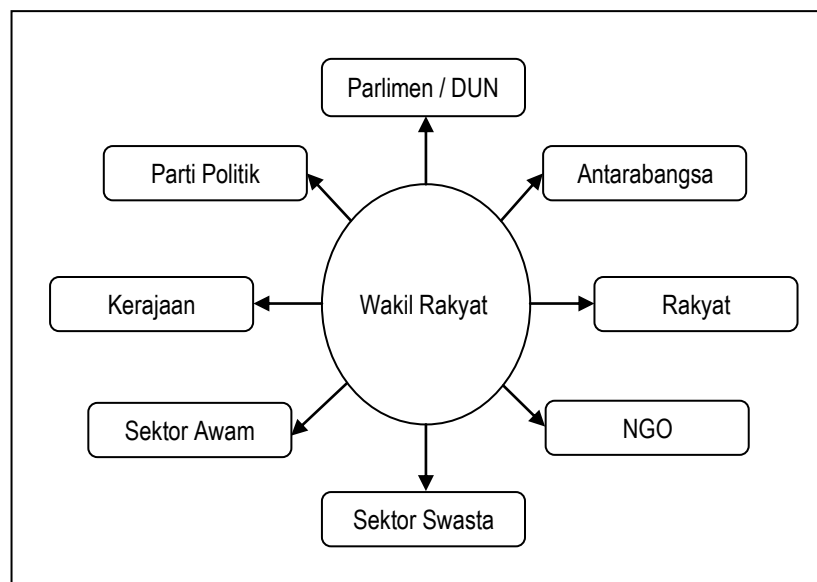 Parlimen / DUN
Parti Politik
Antarabangsa
Kerajaan
Wakil Rakyat
Rakyat
Sektor Awam
NGO
Sektor Swasta